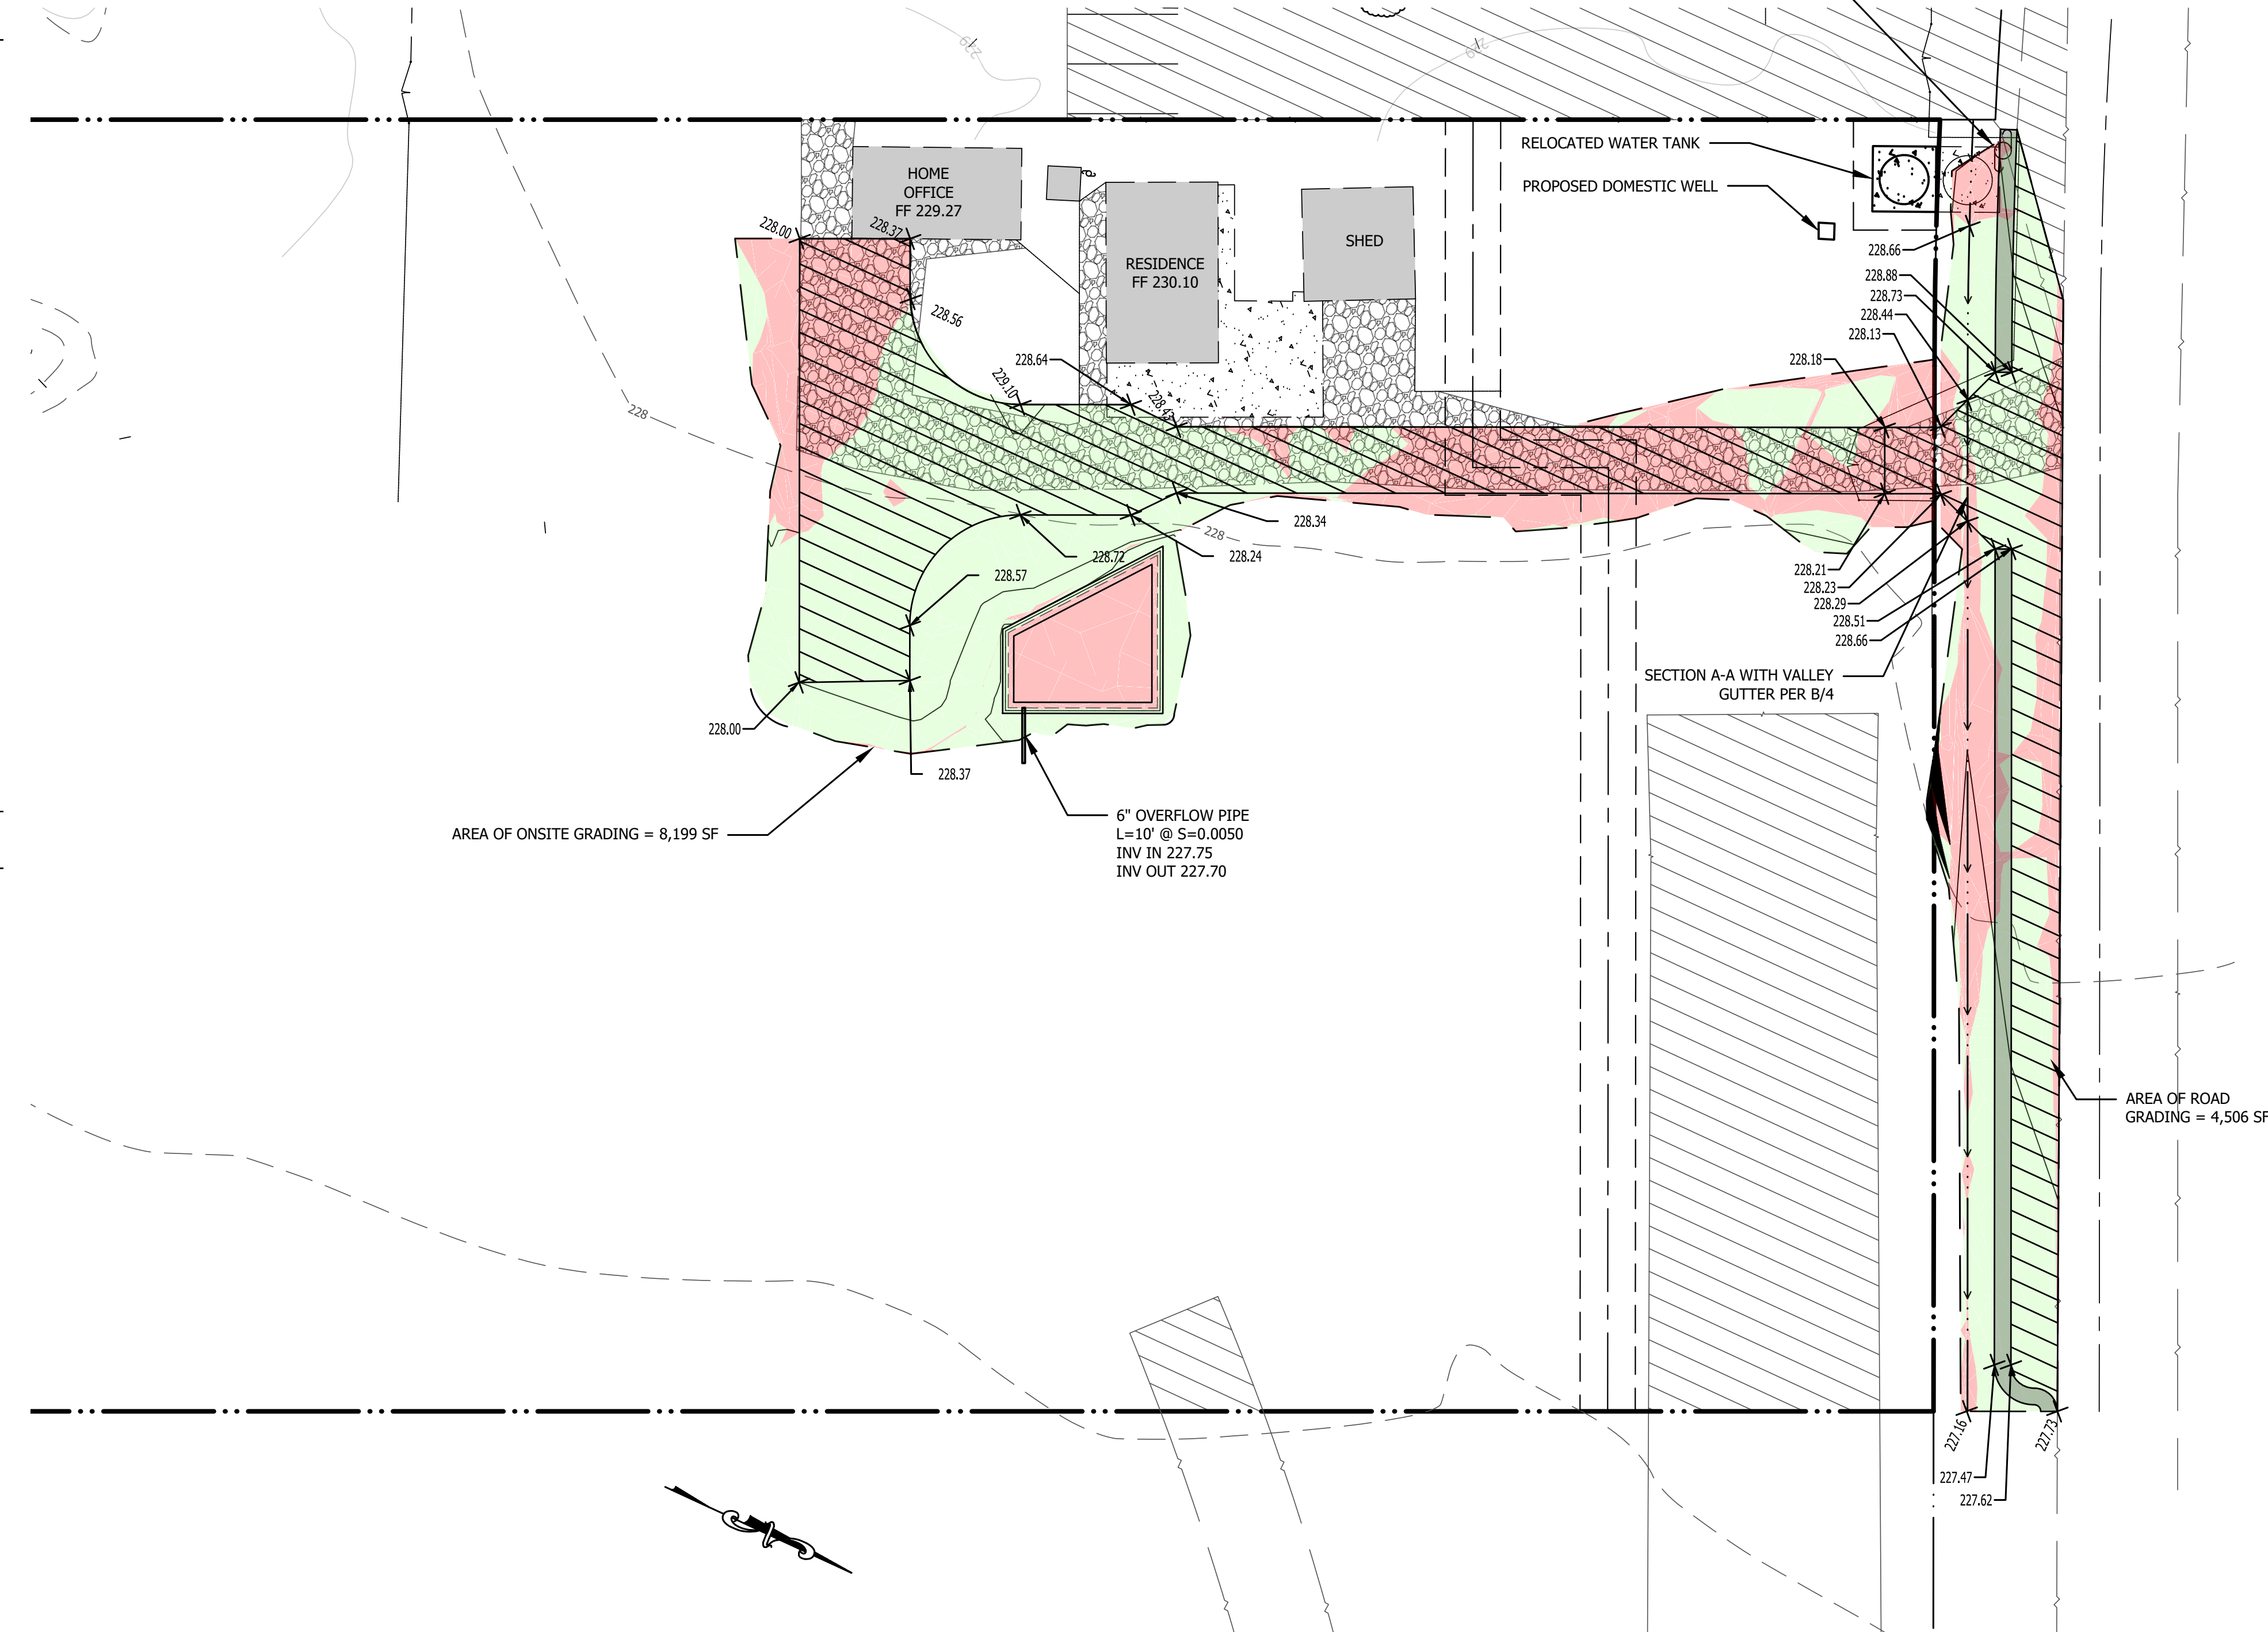 229
229
RELOCATED WATER TANK
PROPOSED DOMESTIC WELL
HOME
OFFICE
FF 229.27
RESIDENCE
FF 230.10
SHED
228.00
228.37
228.56
229.10
228.64
228.43
228.66
228.88
228.73
228.44
228.13
228.18
228
228
228.34
228.72
228.24
228.57
228.21
228.23
228.29
228.51
228.66
SECTION A-A WITH VALLEY
GUTTER PER B/4
228.00
228.37
AREA OF ONSITE GRADING = 8,199 SF
6" OVERFLOW PIPE
L=10' @ S=0.0050
INV IN 227.75
INV OUT 227.70
AREA OF ROAD
GRADING = 4,506 SF
227.16
227.73
227.47
227.62